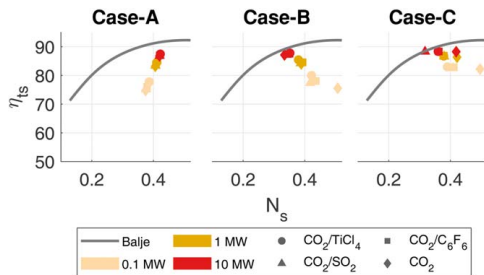 Case-A Case-B Case-C
90
80
70
60
50
η_ts
0.2 0.4 0.2 0.4 0.2 0.4
N_s
Balje 1 MW CO₂/TiCl₄ CO₂/C₆F₆
0.1 MW 10 MW CO₂/SO₂ CO₂